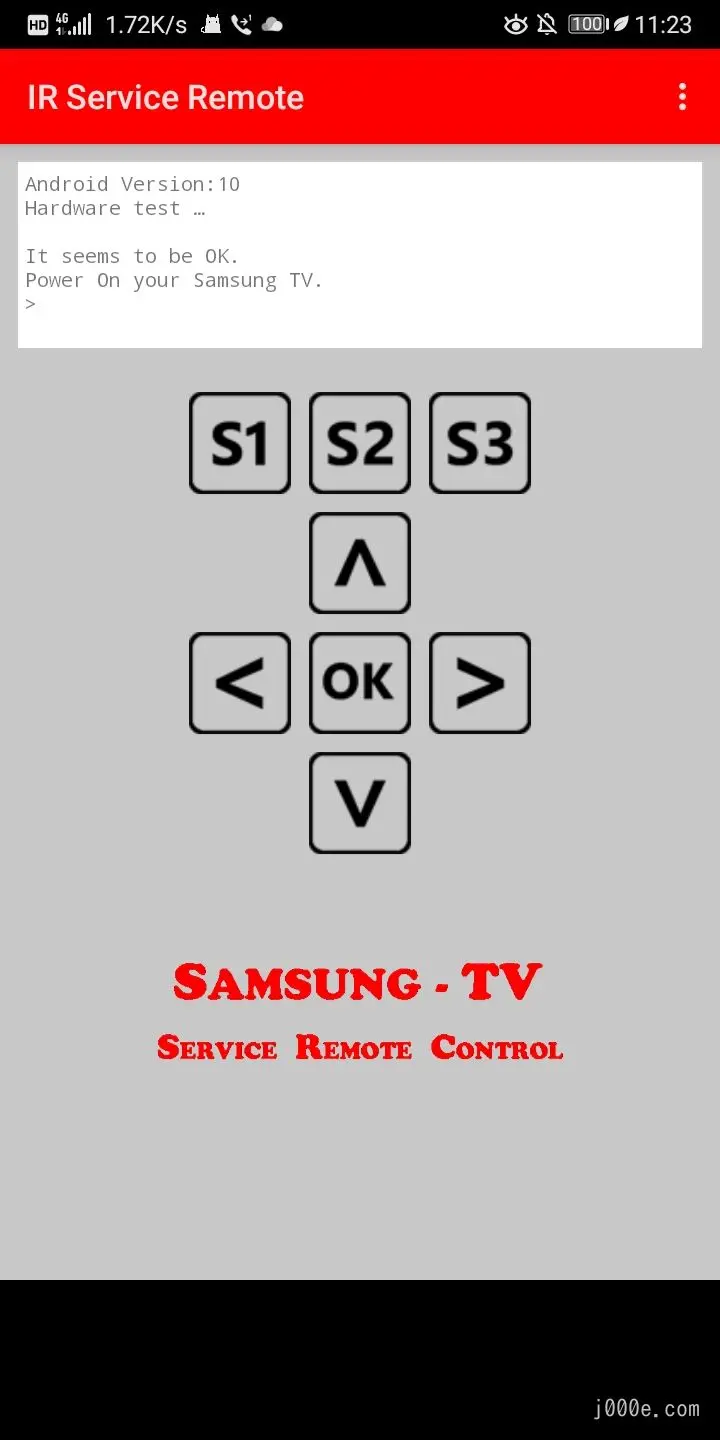 HD 4G 1.72K/s 100 11:23
IR Service Remote
Android Version:10
Hardware test …
It seems to be OK.
Power On your Samsung TV.
>
S1 S2 S3
<  OK >
SAMSUNG - TV
SERVICE REMOTE CONTROL
j000e.com